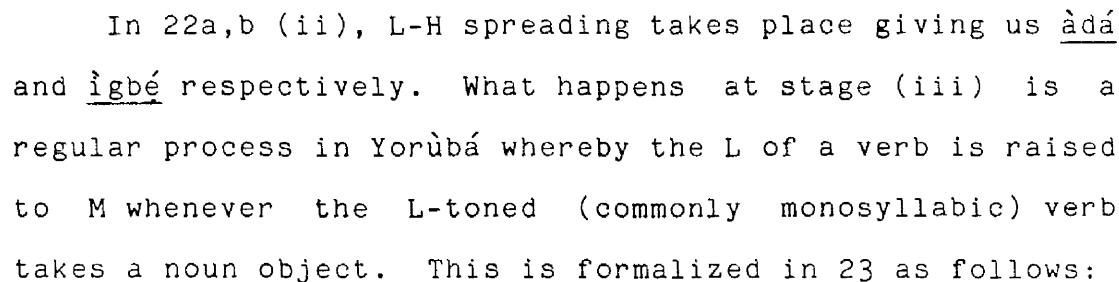 In 22a,b (ii), L-H spreading takes place giving us àdá
and ìgbé respectively. What happens at stage (iii) is a
regular process in Yorùbá whereby the L of a verb is raised
to M whenever the L-toned (commonly monosyllabic) verb
takes a noun object. This is formalized in 23 as follows: